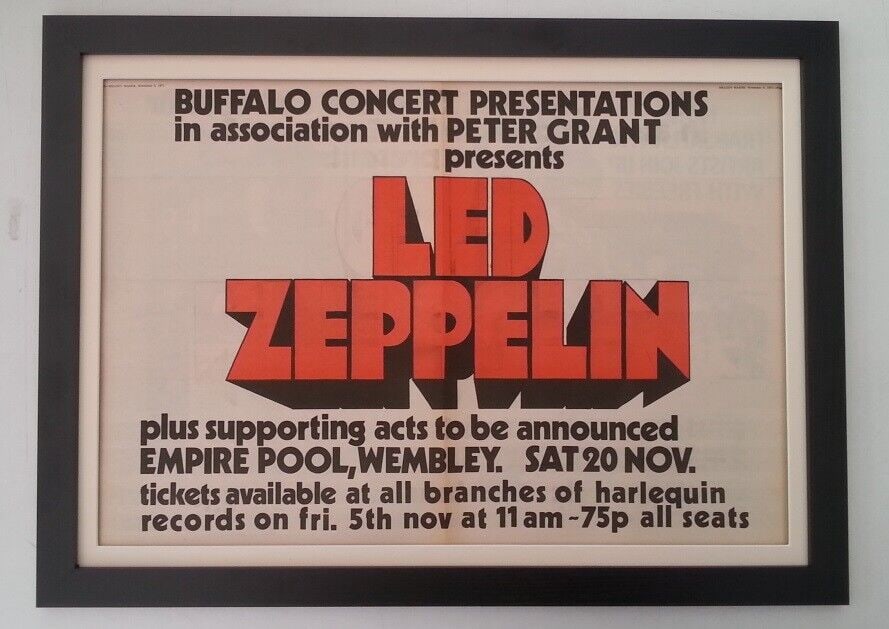 BUFFALO CONCERT PRESENTATIONS
in association with PETER GRANT
presents
LED
ZEPPELIN
plus supporting acts to be announced
EMPIRE POOL, WEMBLEY. SAT 20 NOV.
tickets available at all branches of harlequin
records on fri. 5th nov at 11am-75p all seats